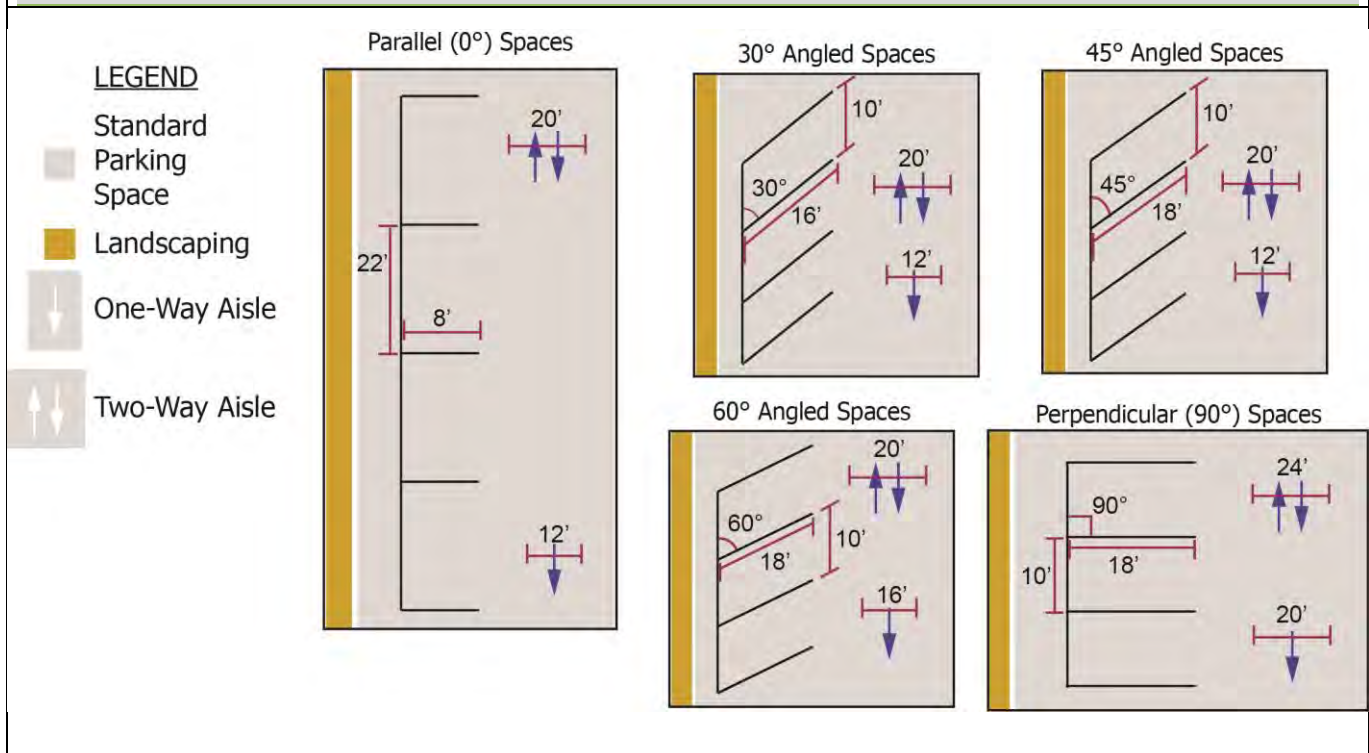 LEGEND
Standard
Parking
Space
Landscaping
One-Way Aisle
Two-Way Aisle
Parallel (0°) Spaces
20’
22’
8’
12’
30° Angled Spaces
10’
20’
30°
16’
12’
45° Angled Spaces
10’
20’
45°
18’
12’
60° Angled Spaces
20’
60°
10’
18’
16’
Perpendicular (90°) Spaces
24’
90°
10’
18’
20’